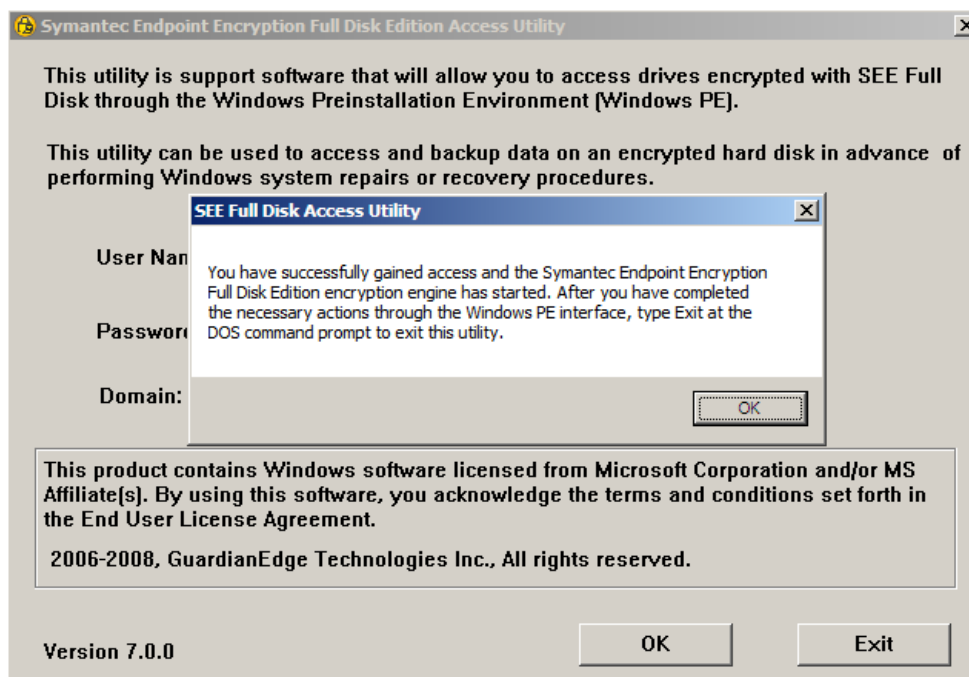 Symantec Endpoint Encryption Full Disk Edition Access Utility
This utility is support software that will allow you to access drives encrypted with SEE Full
Disk through the Windows Preinstallation Environment (Windows PE).
This utility can be used to access and backup data on an encrypted hard disk in advance of
performing Windows system repairs or recovery procedures.
SEE Full Disk Access Utility
User Nan
You have successfully gained access and the Symantec Endpoint Encryption
Full Disk Edition encryption engine has started. After you have completed
the necessary actions through the Windows PE interface, type Exit at the
DOS command prompt to exit this utility.
Password
Domain:
OK
This product contains Windows software licensed from Microsoft Corporation and/or MS
Affiliate(s). By using this software, you acknowledge the terms and conditions set forth in
the End User License Agreement.
2006-2008, GuardianEdge Technologies Inc., All rights reserved.
Version 7.0.0
OK
Exit